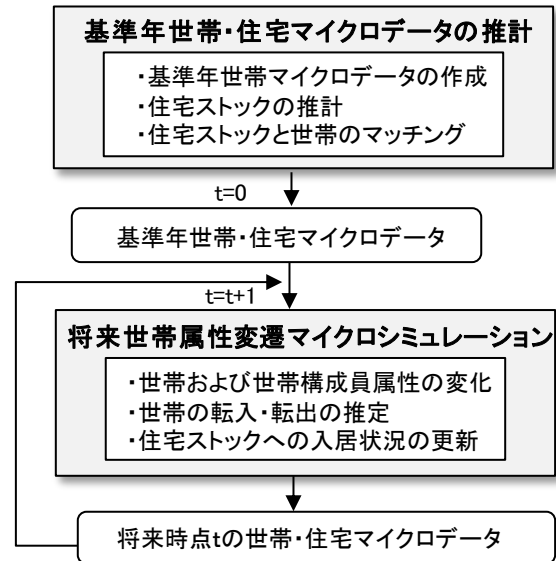 基準年世帯・住宅マイクロデータの推計
・基準年世帯マイクロデータの作成
・住宅ストックの推計
・住宅ストックと世帯のマッチング
t=0
基準年世帯・住宅マイクロデータ
t=t+1
将来世帯属性変遷マイクロシミュレーション
・世帯および世帯構成員属性の変化
・世帯の転入・転出の推定
・住宅ストックへの入居状況の更新
将来時点tの世帯・住宅マイクロデータ